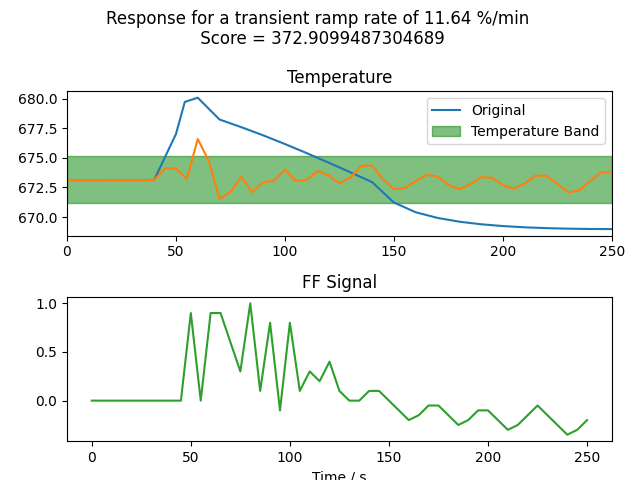 Response for a transient ramp rate of 11.64 %/min
Score = 372.9099487304689
Temperature
680.0
677.5
675.0
672.5
670.0
Original
Temperature Band
0 50 100 150 200 250
FF Signal
1.0
0.5
0.0
0 50 100 150 200 250
Time / s